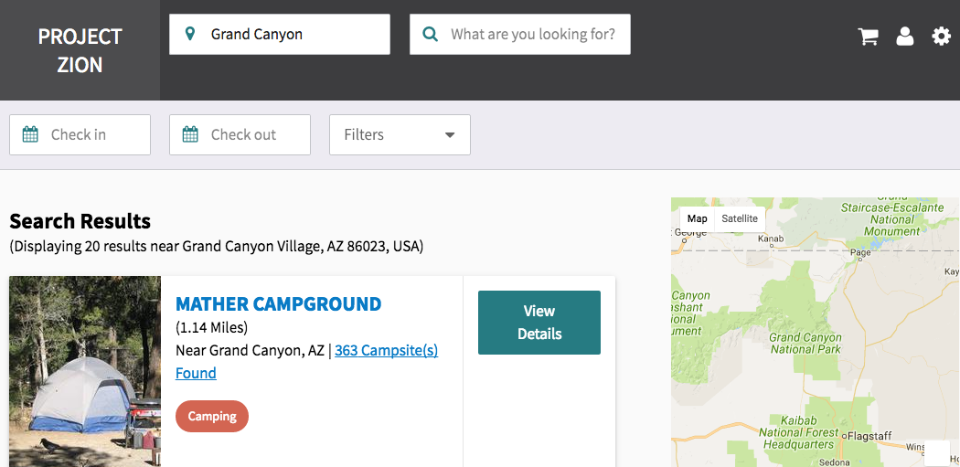 PROJECT
ZION
Grand Canyon
What are you looking for?
Check in
Check out
Filters
Search Results
(Displaying 20 results near Grand Canyon Village, AZ 86023, USA)
MATHER CAMPGROUND
(1.14 Miles)
Near Grand Canyon, AZ | 363 Campsite(s)
Found
Camping
View
Details
Map
Satellite
Grand
Staircase-Escalante
National
Monument
George
Kanab
Page
Kay
Canyon
ashant
ional
ument
Grand Canyon
National Park
Kaibab
National Forest
Headquarters
Flagstaff
Wins
Sedona